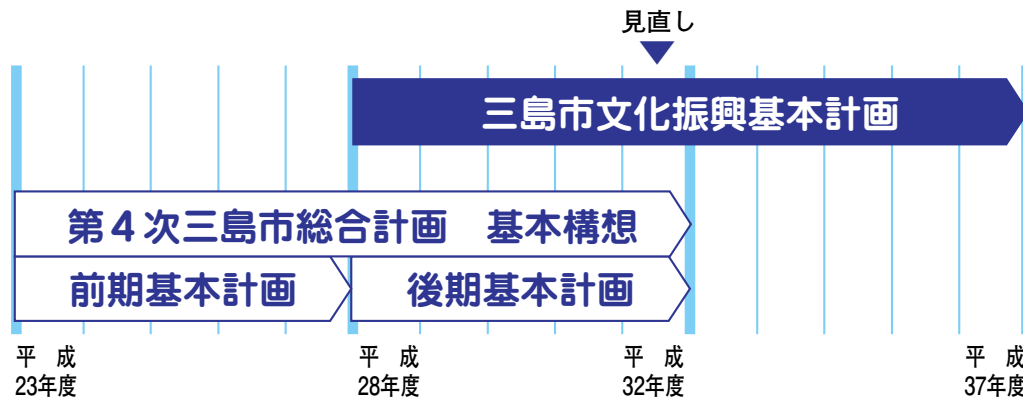 見直し
三島市文化振興基本計画
第4次三島市総合計画　基本構想
前期基本計画
後期基本計画
平　成
23年度
平　成
28年度
平　成
32年度
平　成
37年度